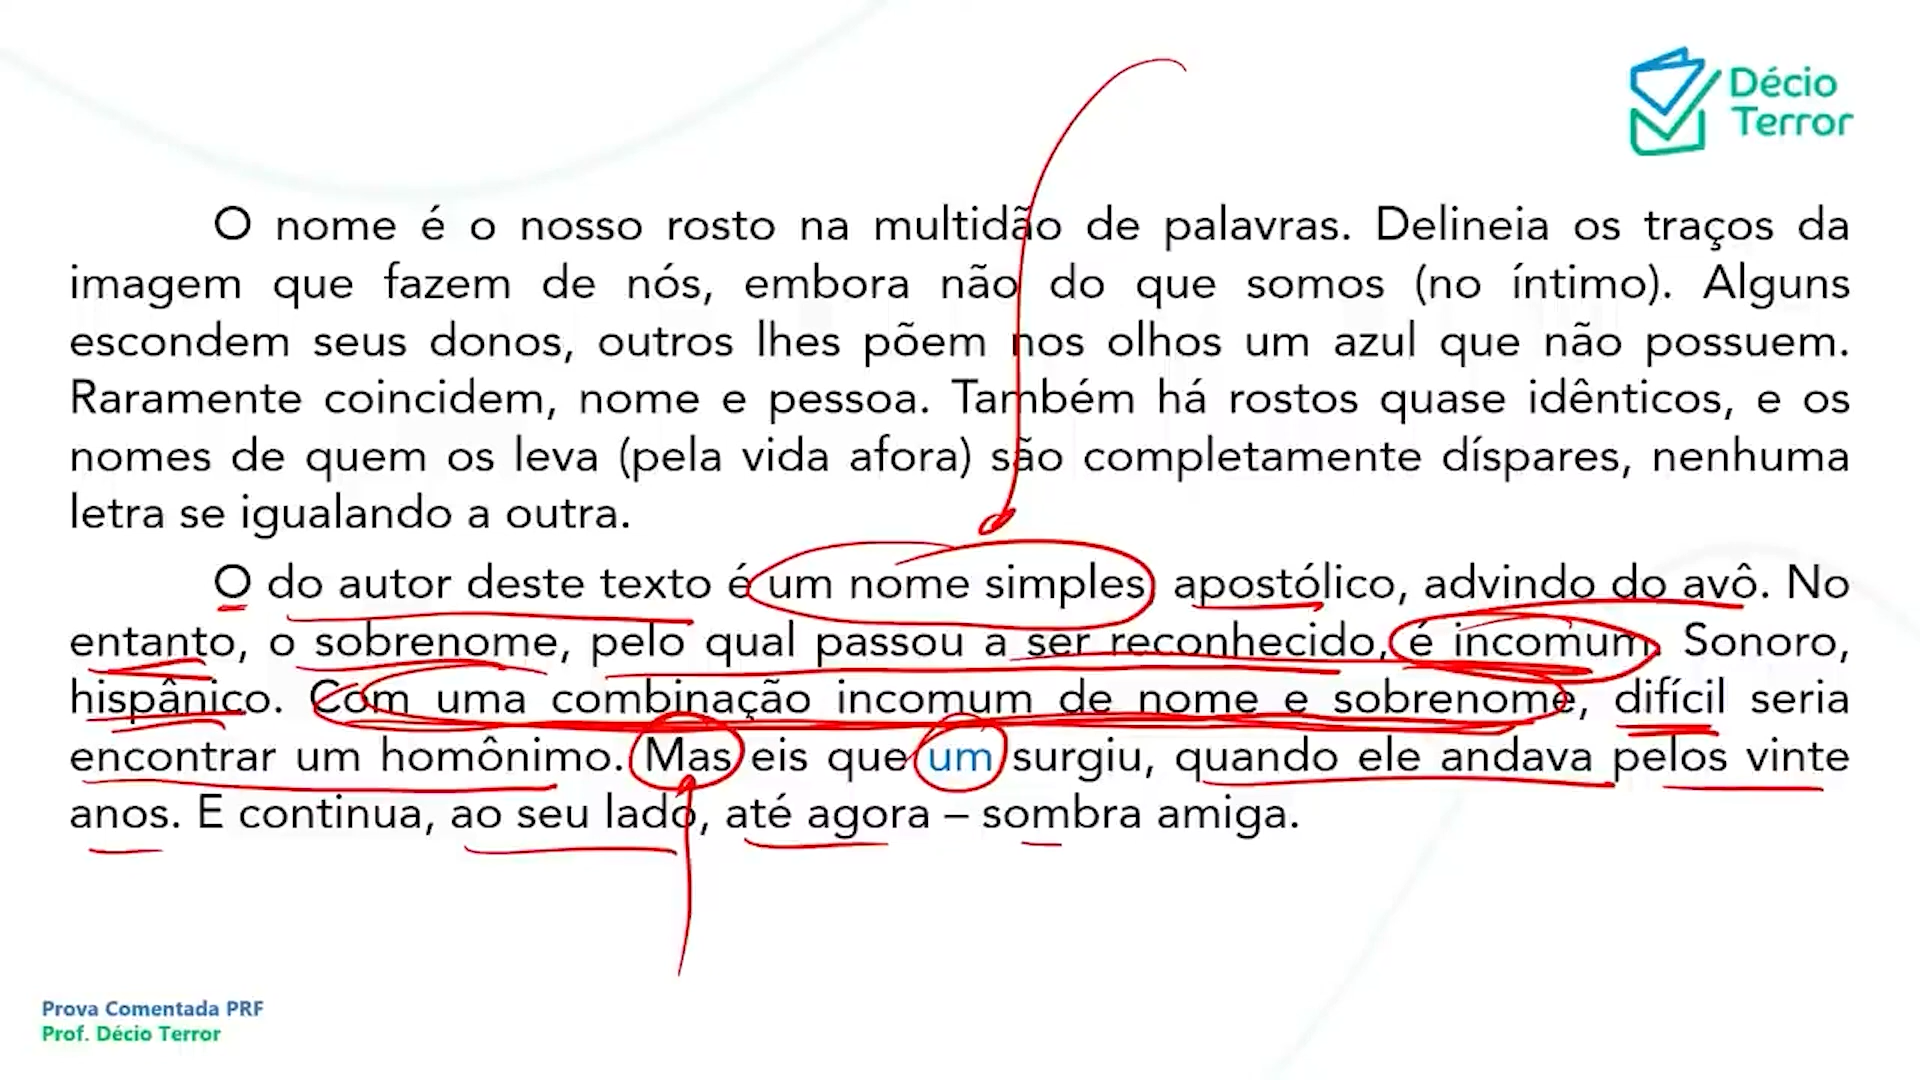 Décio
Terror
O nome é o nosso rosto na multidão de palavras. Delineia os traços da
imagem que fazem de nós, embora não do que somos (no íntimo). Alguns
escondem seus donos, outros lhes põem nos olhos um azul que não possuem.
Raramente coincidem, nome e pessoa. Também há rostos quase idênticos, e os
nomes de quem os leva (pela vida afora) são completamente díspares, nenhuma
letra se igualando a outra.
O do autor deste texto é um nome simples, apostólico, advindo do avô. No
entanto, o sobrenome, pelo qual passou a ser reconhecido, é incomum. Sonoro,
hispânico. Com uma combinação incomum de nome e sobrenome, difícil seria
encontrar um homônimo. Mas eis que um surgiu, quando ele andava pelos vinte
anos. E continua, ao seu lado, até agora – sombra amiga.
Prova Comentada PRF
Prof. Décio Terror